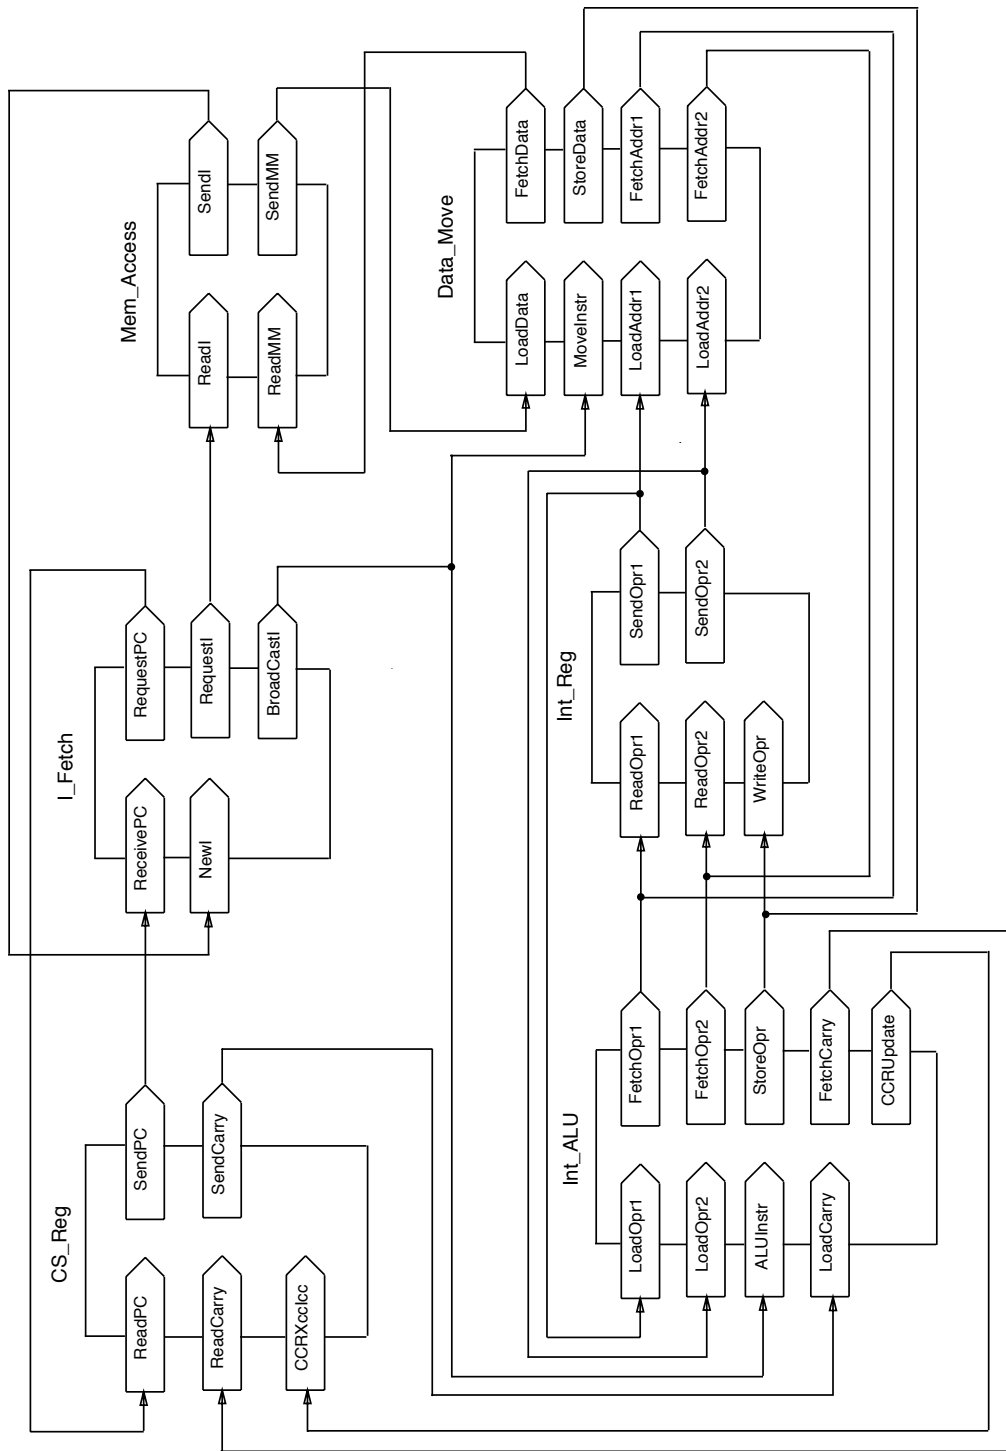 CS_Reg
ReadPC
ReadCarry
CCRXccIcc
SendPC
SendCarry
I_Fetch
ReceivePC
NewI
RequestPC
RequestI
BroadCastI
Mem_Access
ReadI
ReadMM
SendI
SendMM
Int_ALU
LoadOpr1
LoadOpr2
ALUInstr
LoadCarry
FetchOpr1
FetchOpr2
StoreOpr
FetchCarry
CCRUpdate
Int_Reg
ReadOpr1
ReadOpr2
WriteOpr
SendOpr1
SendOpr2
Data_Move
LoadData
MoveInstr
LoadAddr1
LoadAddr2
FetchData
StoreData
FetchAddr1
FetchAddr2